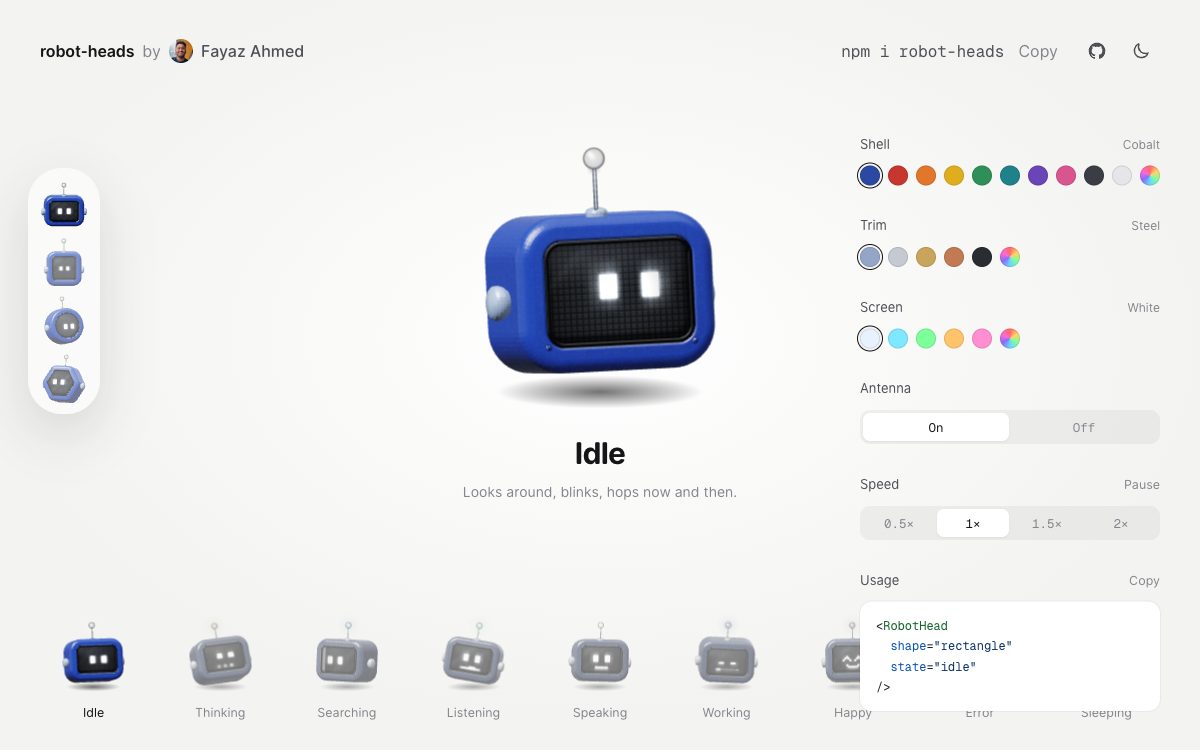 robot-heads by Fayaz Ahmed
npm i robot-heads Copy
Shell Cobalt
Trim Steel
Screen White
Antenna
On Off
Speed Pause
0.5× 1× 1.5× 2×
Usage Copy
<RobotHead
shape="rectangle"
state="idle"
/>
Idle
Looks around, blinks, hops now and then.
Idle Thinking Searching Listening Speaking Working Happy Error Sleeping